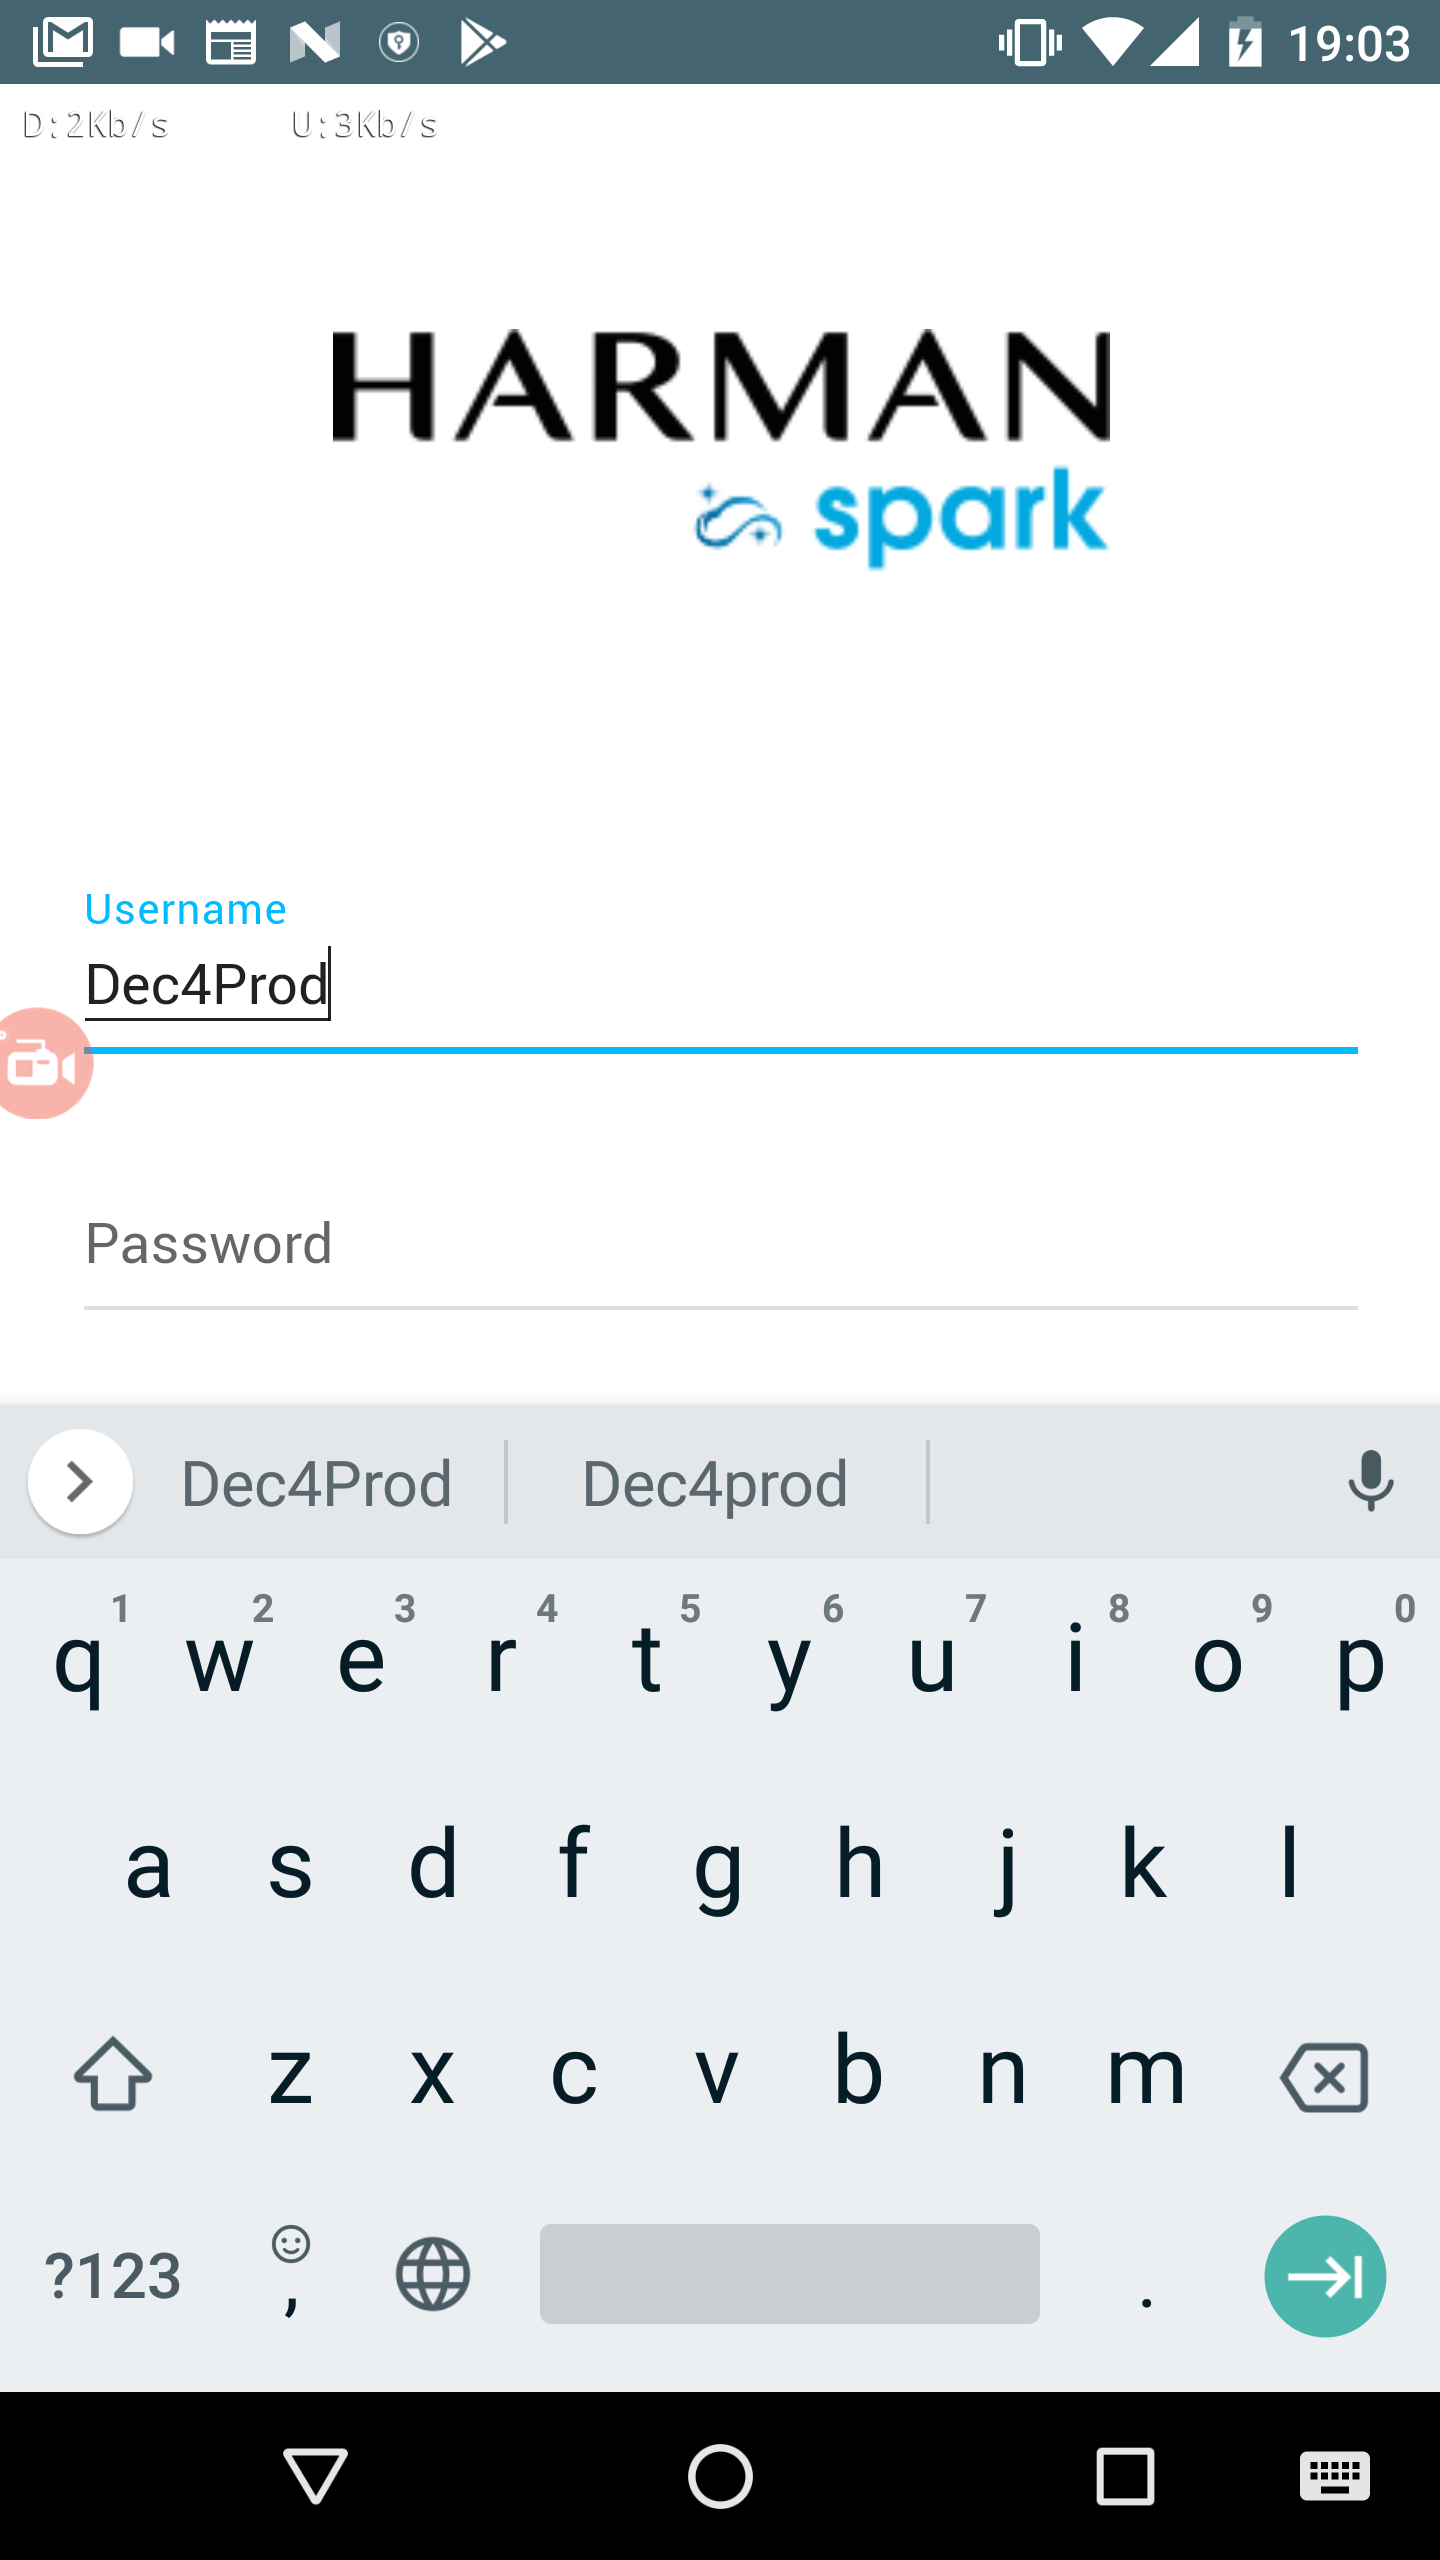 19:03
D:2Kb/s U:3Kb/s
HARMAN
spark
Username
Dec4Prod
Password
Dec4Prod Dec4prod
1 2 3 4 5 6 7 8 9 0
q w e r t y u i o p
a s d f g h j k l
z x c v b n m
?123 , .